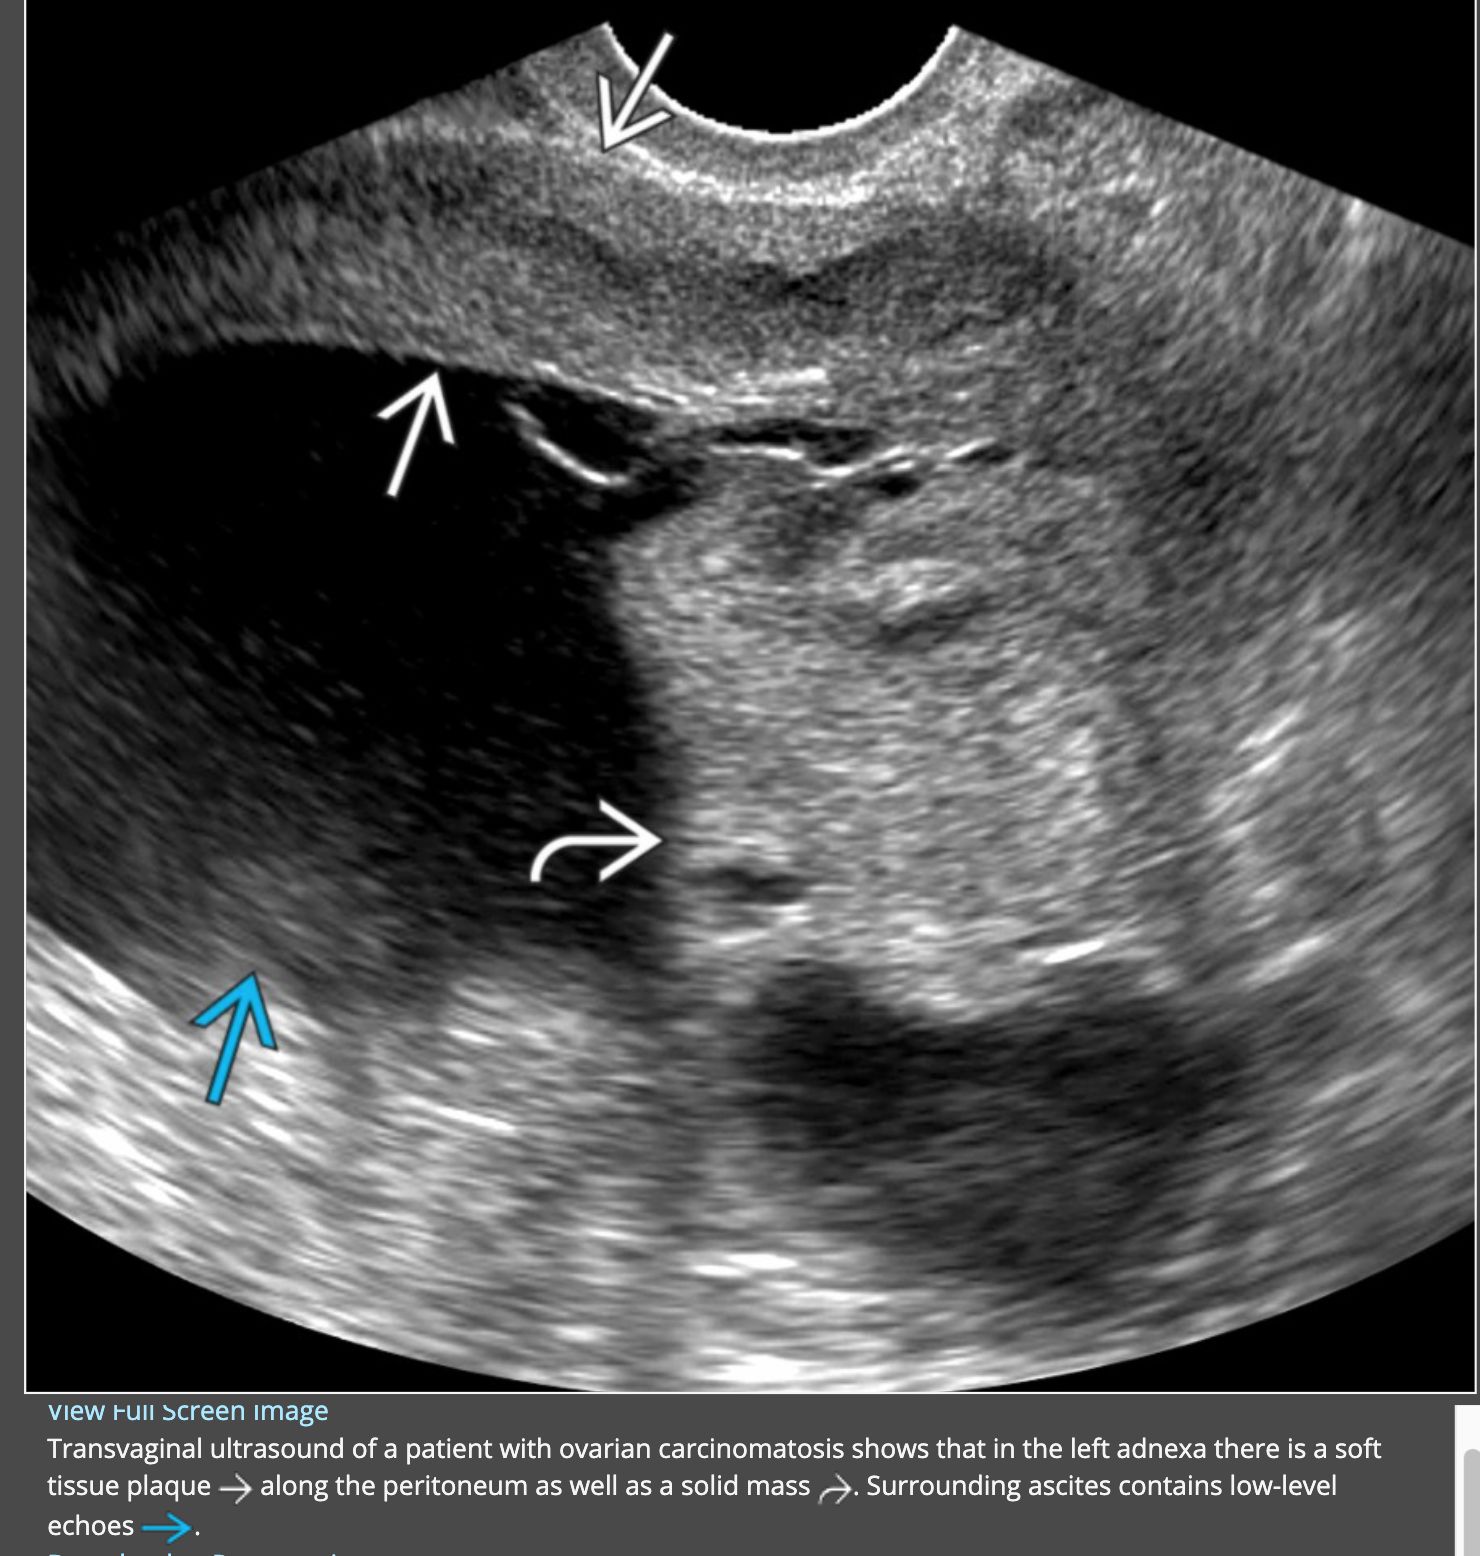 View Full Screen Image
Transvaginal ultrasound of a patient with ovarian carcinomatosis shows that in the left adnexa there is a soft
tissue plaque → along the peritoneum as well as a solid mass ↷. Surrounding ascites contains low-level
echoes →.